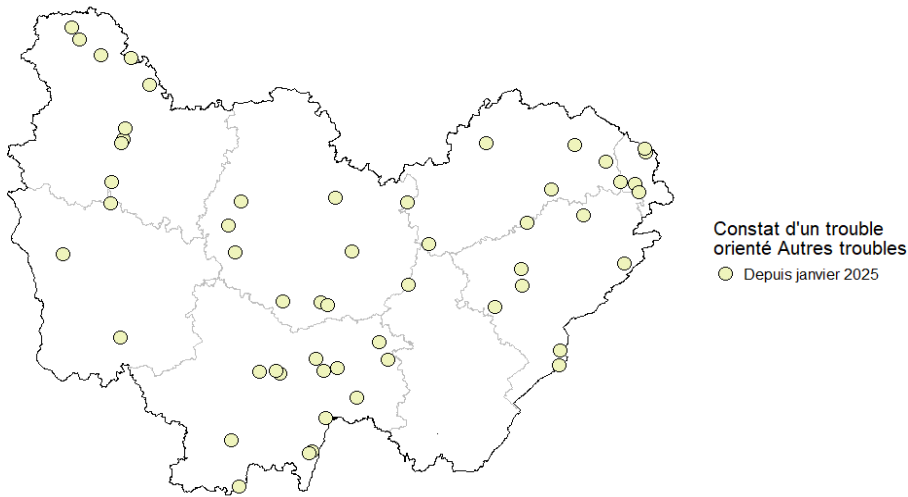 Constat d'un trouble
orienté Autres troubles
Depuis janvier 2025